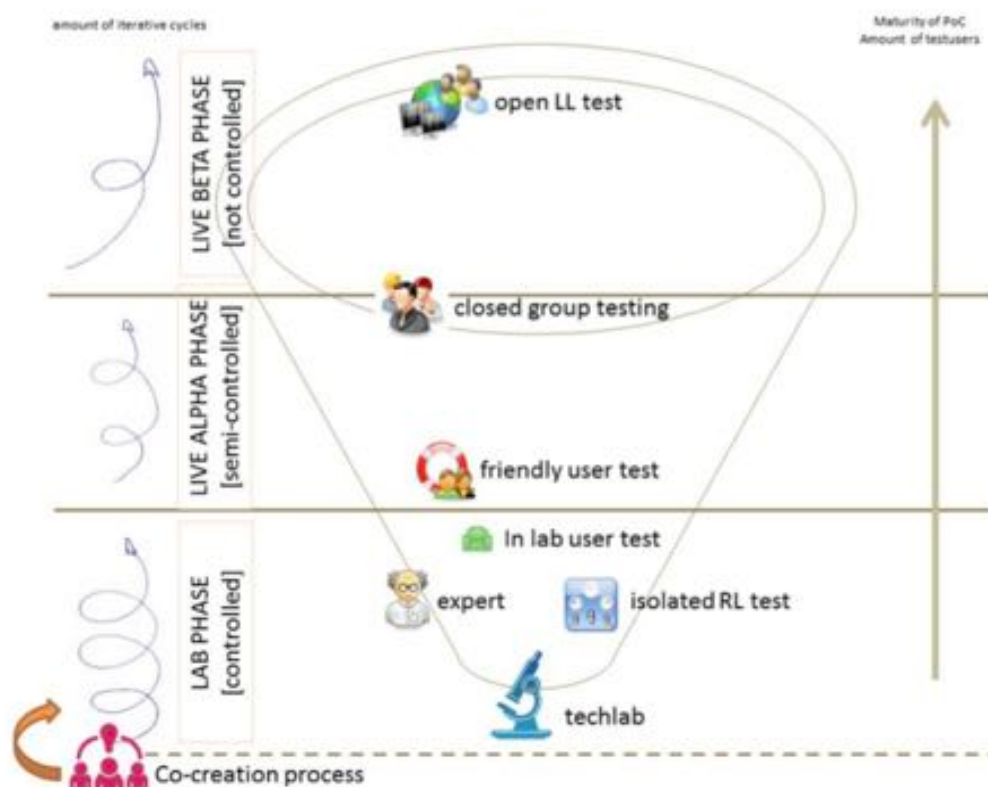 amount of iterative cycles
Maturity of PoC
Amount of testusers
LIVE BETA PHASE
[not controlled]
open LL test
closed group testing
LIVE ALPHA PHASE
[semi-controlled]
friendly user test
In lab user test
LAB PHASE
[controlled]
expert
isolated RL test
techlab
Co-creation process